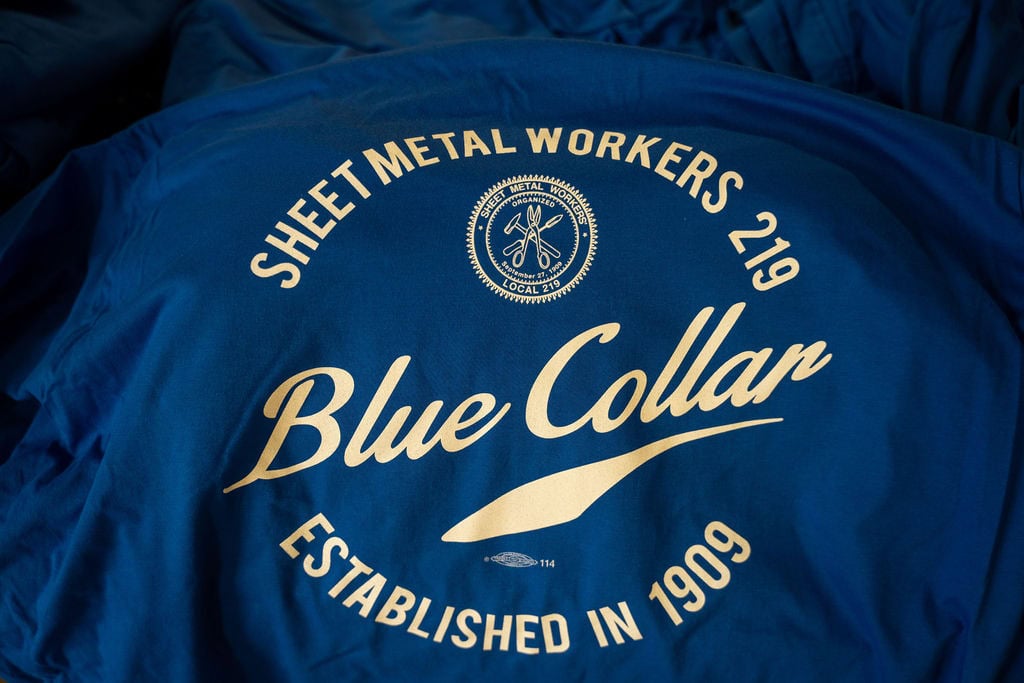 SHEET METAL WORKERS 219
SHEET METAL WORKERS'
ORGANIZED
September 27, 1909
LOCAL 219
Blue Collar
114
ESTABLISHED IN 1909